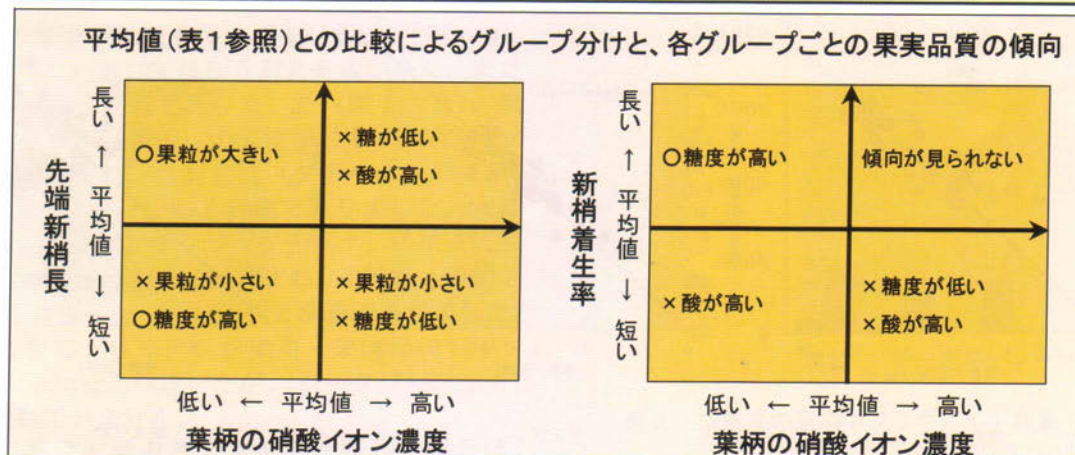 平均値(表1参照)との比較によるグループ分けと、各グループごとの果実品質の傾向
先端新梢長
長い ↑ 平均値 ↓ 短い
○果粒が大きい
×糖が低い
×酸が高い
×果粒が小さい
○糖度が高い
×果粒が小さい
×糖度が低い
低い ← 平均値 → 高い
葉柄の硝酸イオン濃度
新梢着生率
長い ↑ 平均値 ↓ 短い
○糖度が高い
傾向が見られない
×酸が高い
×糖度が低い
×酸が高い
低い ← 平均値 → 高い
葉柄の硝酸イオン濃度